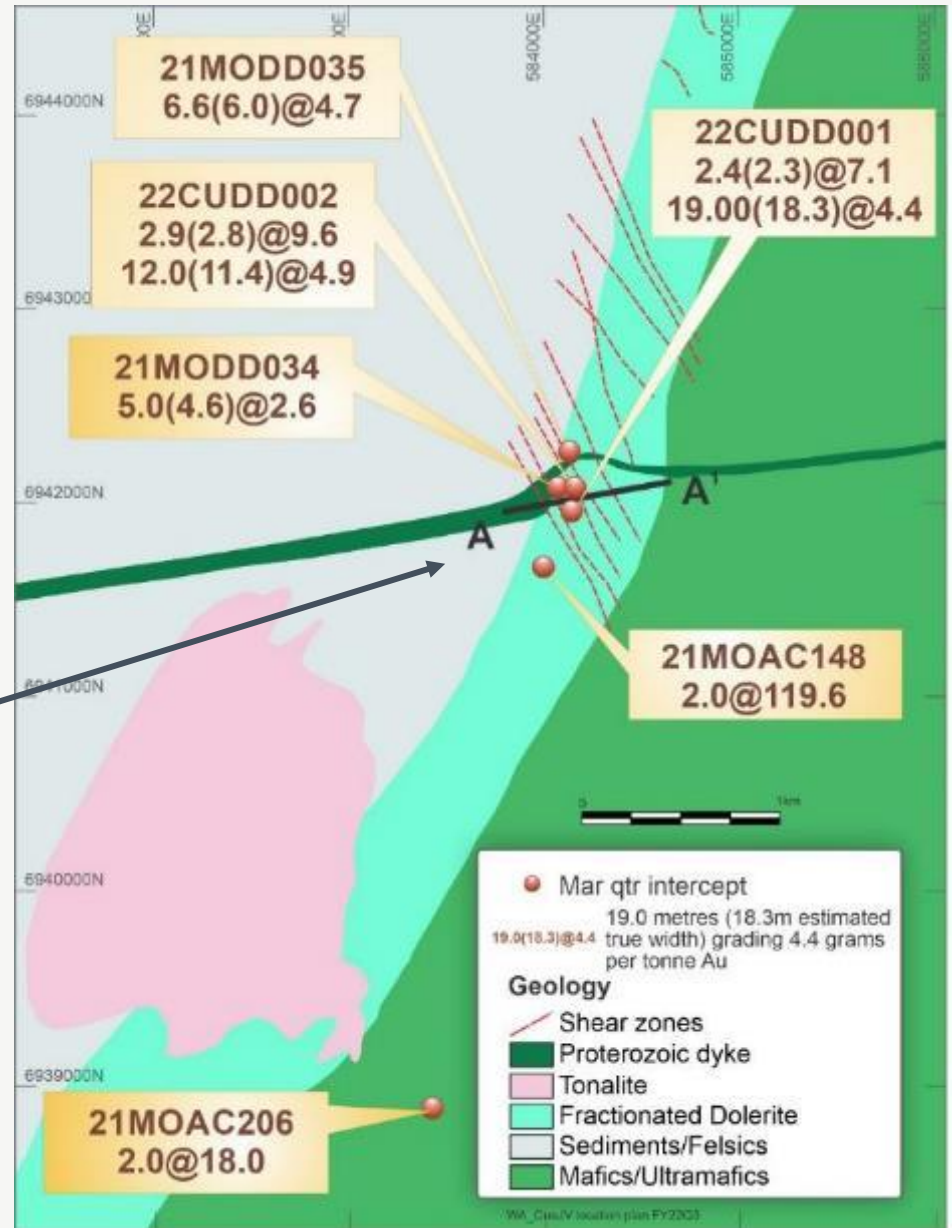 584000E
585000E
6944000N
21MODD035
6.6(6.0)@4.7
22CUDD001
2.4(2.3)@7.1
19.00(18.3)@4.4
22CUDD002
2.9(2.8)@9.6
12.0(11.4)@4.9
6943000
21MODD034
5.0(4.6)@2.6
6942000N
A
A'
21MOAC148
2.0@119.6
1km
6940000N
Mar qtr intercept
19.0(18.3)@4.4
19.0 metres (18.3m estimated
true width) grading 4.4 grams
per tonne Au
Geology
Shear zones
Proterozoic dyke
Tonalite
Fractionated Dolerite
Sediments/Felsics
Mafics/Ultramafics
6939000N
21MOAC206
2.0@18.0